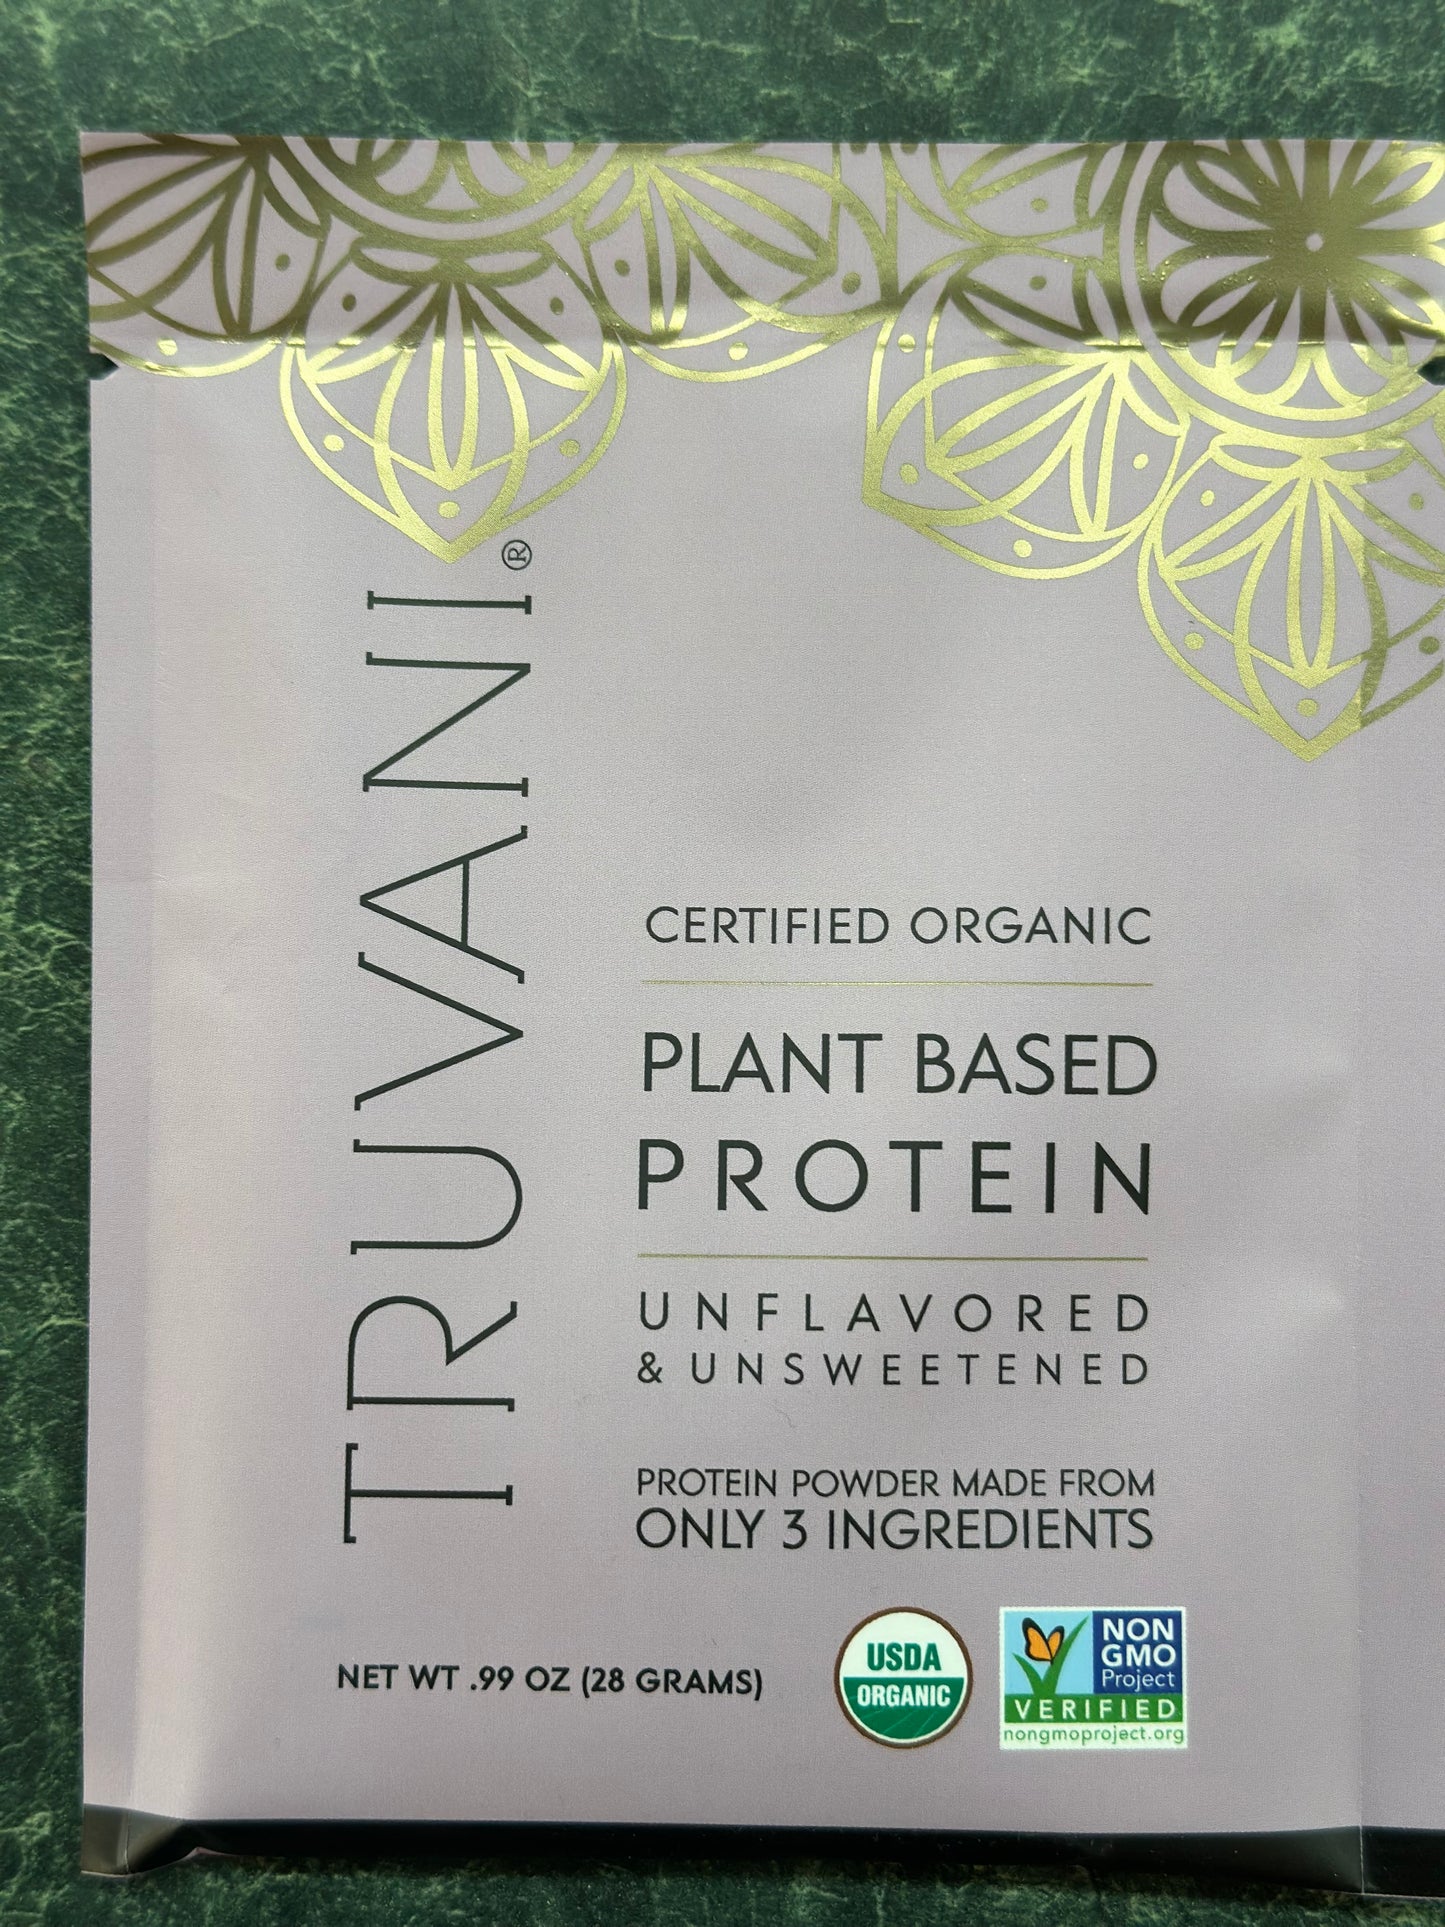 TRUVANI®
CERTIFIED ORGANIC
PLANT BASED
PROTEIN
UNFLAVORED
& UNSWEETENED
PROTEIN POWDER MADE FROM
ONLY 3 INGREDIENTS
NET WT .99 OZ (28 GRAMS)
USDA
ORGANIC
NON
GMO
Project
VERIFIED
nongmoproject.org